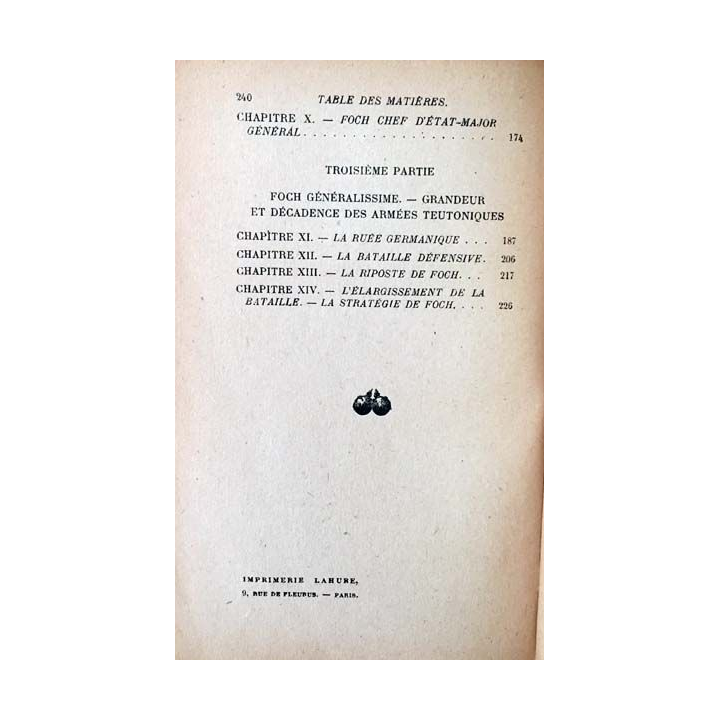 240 TABLE DES MATIÈRES.
CHAPITRE X. — FOCH CHEF D'ÉTAT-MAJOR
GÉNÉRAL . . . . . . . . . . . . . . . . . . . . . 174
TROISIÈME PARTIE
FOCH GÉNÉRALISSIME. — GRANDEUR
ET DÉCADENCE DES ARMÉES TEUTONIQUES
CHAPÎTRE XI. — LA RUÉE GERMANIQUE . . . 187
CHAPITRE XII. — LA BATAILLE DÉFENSIVE. 206
CHAPITRE XIII. — LA RIPOSTE DE FOCH. . . 217
CHAPITRE XIV. — L'ÉLARGISSEMENT DE LA
BATAILLE. — LA STRATÉGIE DE FOCH. . . . 226
IMPRIMERIE LAHURE,
9, RUE DE FLEURUS. — PARIS.